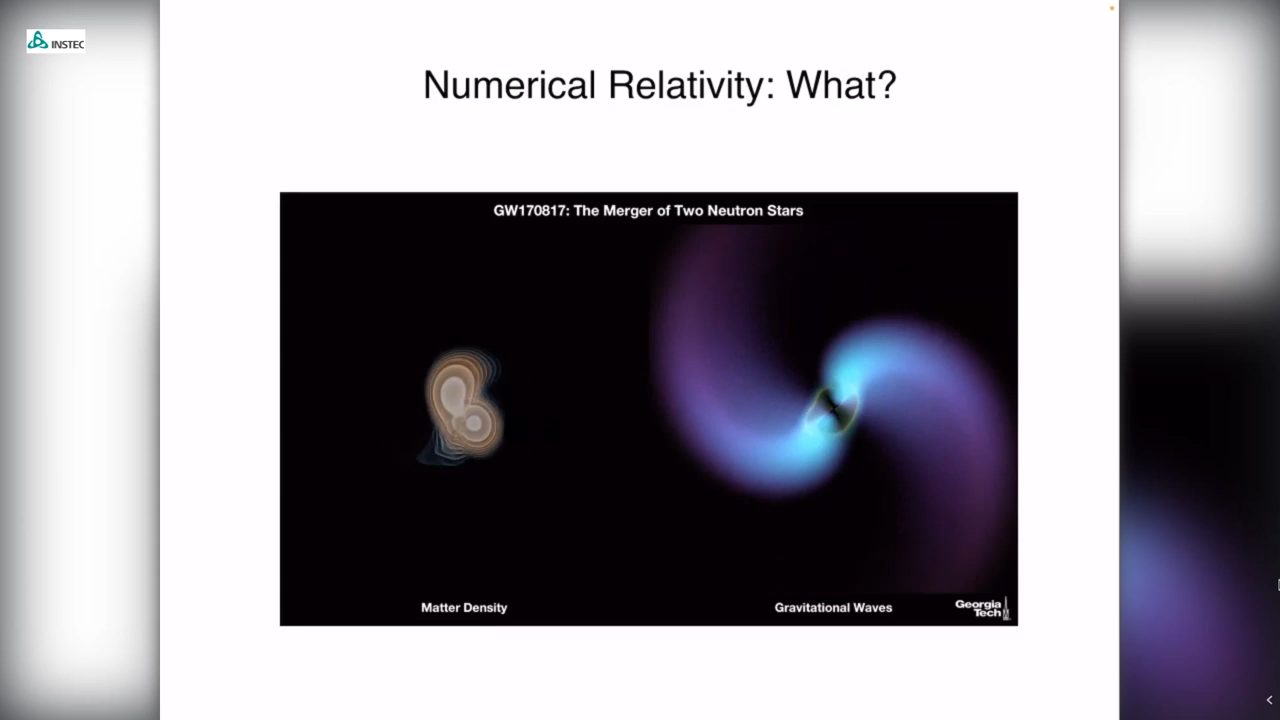 INSTEC
Numerical Relativity: What?
GW170817: The Merger of Two Neutron Stars
Matter Density
Gravitational Waves
Georgia
Tech